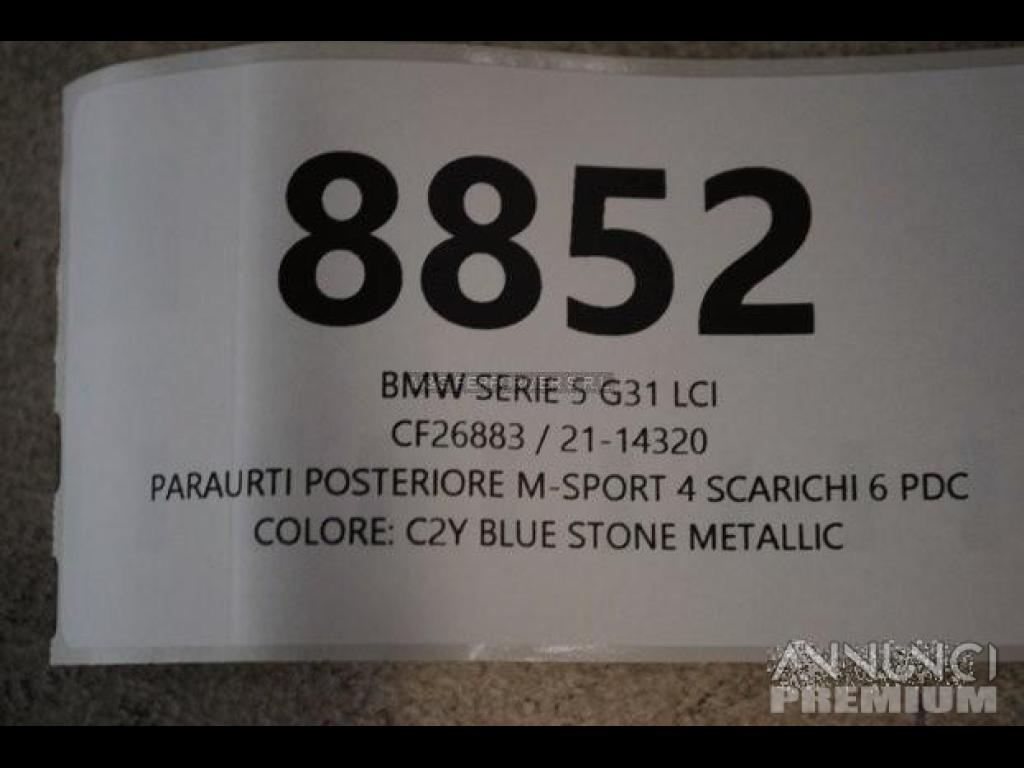 8852
BMW SERIE 5 G31 LCI
CF26883 / 21-14320
PARAURTI POSTERIORE M-SPORT 4 SCARICHI 6 PDC
COLORE: C2Y BLUE STONE METALLIC
ANNUNCI
PREMIUM